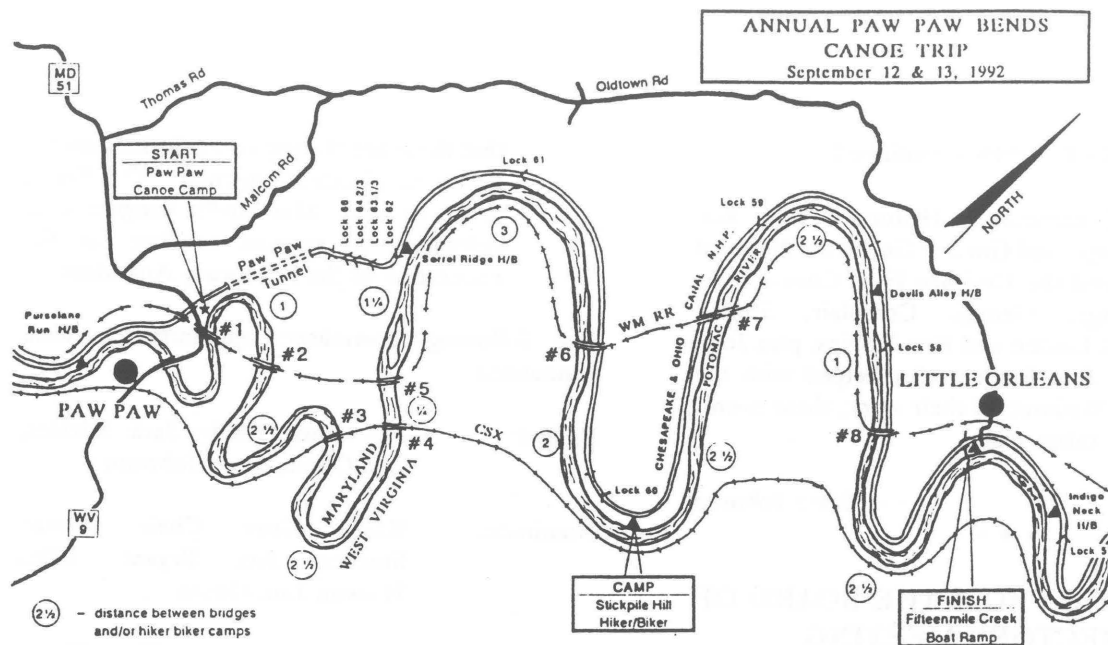 ANNUAL PAW PAW BENDS
CANOE TRIP
September 12 & 13, 1992
MD
51
Thomas Rd
Oldtown Rd
START
Paw Paw
Canoe Camp
Malcom Rd
Lock 66
Lock 64 2/3
Lock 63 1/3
Lock 62
Lock 61
Lock 59
NORTH
Paw Paw
Tunnel
Sorrel Ridge H/B
3
2 ½
CANAL N.H.P.
RIVER
Purselane
Run H/B
1
1 ¼
Devils Alley H/B
#1
WM RR
#7
#2
#6
CHESAPEAKE & OHIO
POTOMAC
1
Lock 58
PAW PAW
#5
LITTLE ORLEANS
2 ½
#3
¼
#4
CSX
2
2 ½
#8
MARYLAND
WEST VIRGINIA
Lock 60
Indigo
Neck
H/B
WV
9
2 ½
2 ½
CAMP
Stickpile Hill
Hiker/Biker
FINISH
Fifteenmile Creek
Boat Ramp
2 ½ – distance between bridges
and/or hiker biker camps